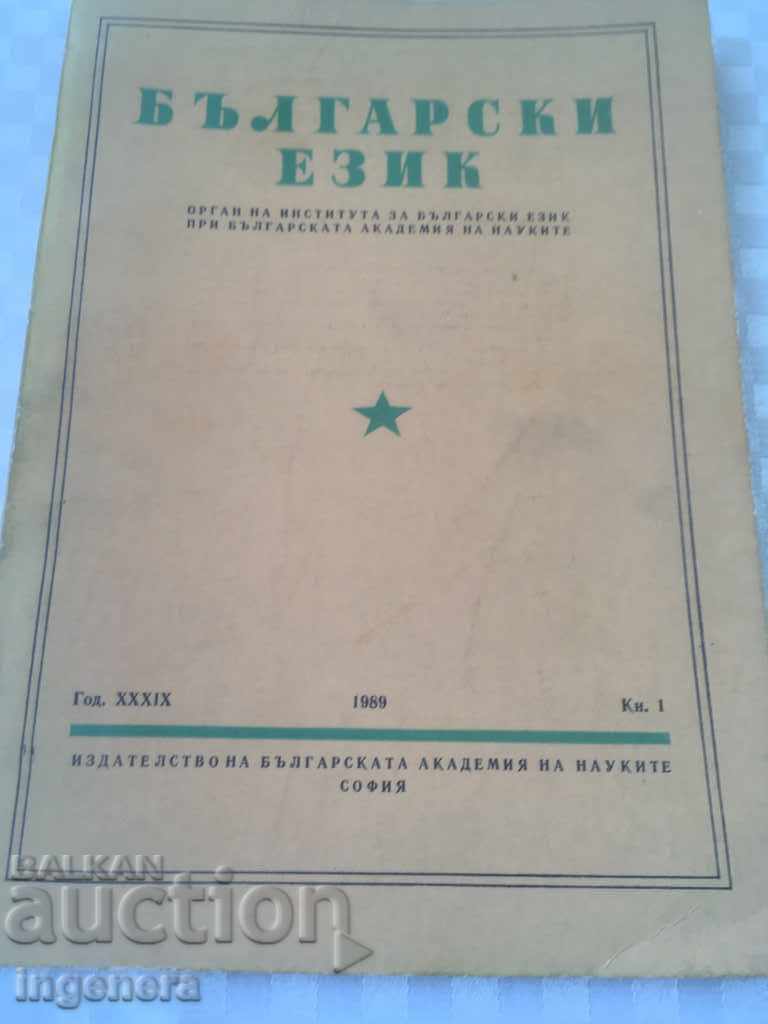 БЪЛГАРСКИ
ЕЗИК
ОРГАН НА ИНСТИТУТА ЗА БЪЛГАРСКИ ЕЗИК
ПРИ БЪЛГАРСКАТА АКАДЕМИЯ НА НАУКИТЕ
Год. XXXIX 1989 Кн. 1
ИЗДАТЕЛСТВО НА БЪЛГАРСКАТА АКАДЕМИЯ НА НАУКИТЕ
СОФИЯ
BALKAN
auction
ingenera